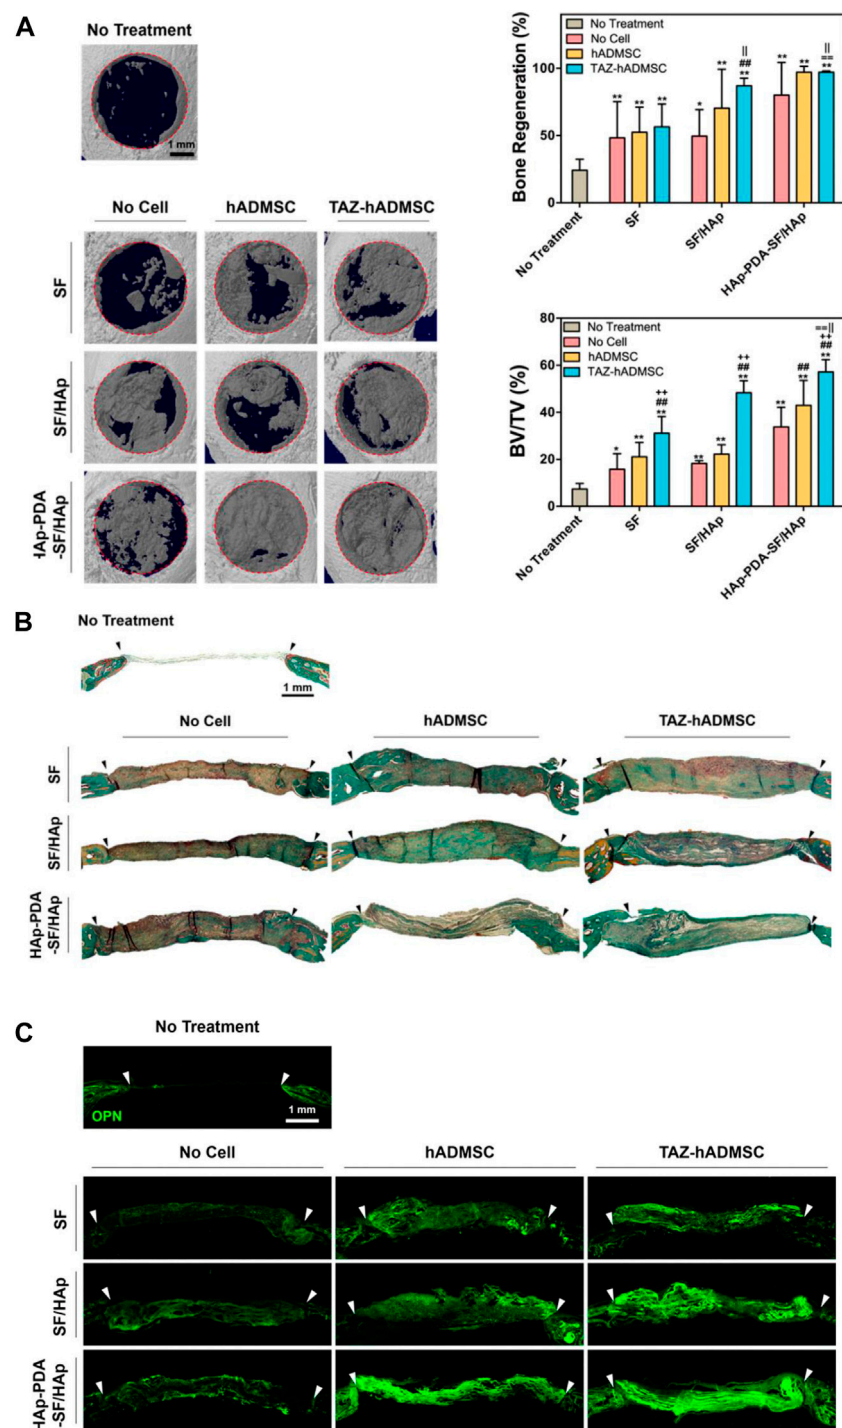 A
No Treatment
1 mm
No Cell
hADMSC
TAZ-hADMSC
SF
SF/HAp
HAp-PDA
-SF/HAp
Bone Regeneration (%)
No Treatment
No Cell
hADMSC
TAZ-hADMSC
100
50
0
** ** **
* ** ||
##
**
** ** ||
==
**
No Treatment
SF
SF/HAp
HAp-PDA-SF/HAp
BV/TV (%)
No Treatment
No Cell
hADMSC
TAZ-hADMSC
80
60
40
20
0
* ** ++
##
**
** ** ++
##
**
** ## ==||
++
##
**
No Treatment
SF
SF/HAp
HAp-PDA-SF/HAp
B
No Treatment
1 mm
No Cell
hADMSC
TAZ-hADMSC
SF
SF/HAp
HAp-PDA
-SF/HAp
C
No Treatment
OPN
1 mm
No Cell
hADMSC
TAZ-hADMSC
SF
SF/HAp
HAp-PDA
-SF/HAp